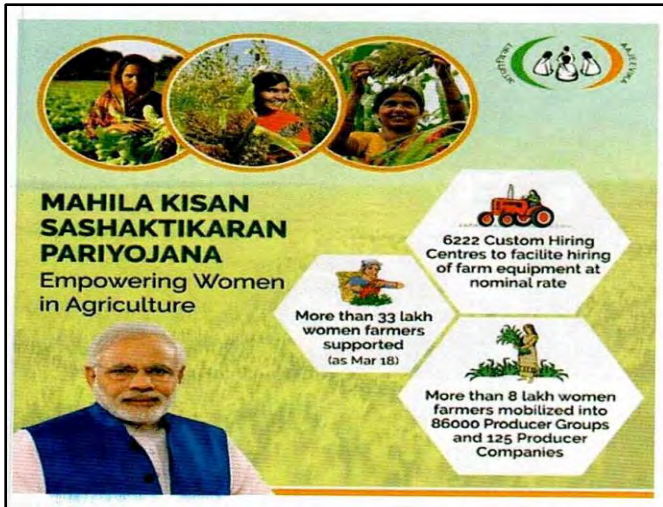 आजीविका
AAJEEVIKA
MAHILA KISAN
SASHAKTIKARAN
PARIYOJANA
Empowering Women
in Agriculture
6222 Custom Hiring
Centres to facilite hiring
of farm equipment at
nominal rate
More than 33 lakh
women farmers
supported
(as Mar 18)
More than 8 lakh women
farmers mobilized into
86000 Producer Groups
and 125 Producer
Companies